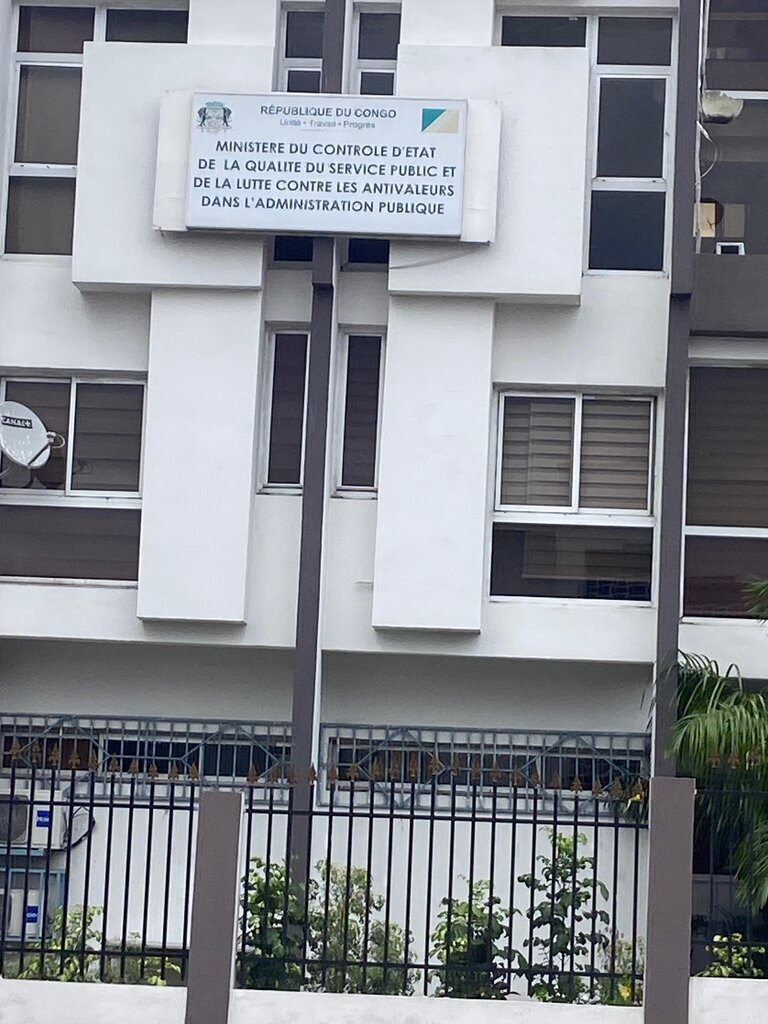 RÉPUBLIQUE DU CONGO
Unité • Travail • Progrès
MINISTERE DU CONTROLE D'ETAT
DE LA QUALITE DU SERVICE PUBLIC ET
DE LA LUTTE CONTRE LES ANTIVALEURS
DANS L'ADMINISTRATION PUBLIQUE
CANAL+